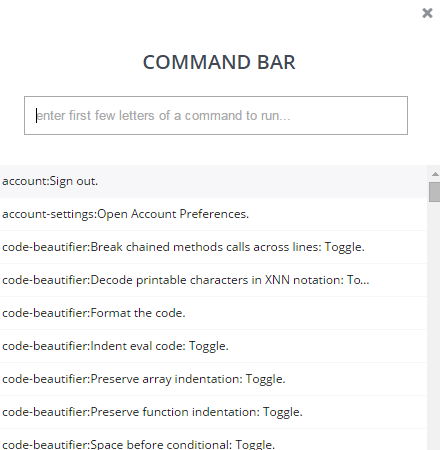 COMMAND BAR
enter first few letters of a command to run...
account:Sign out.
account-settings:Open Account Preferences.
code-beautifier:Break chained methods calls across lines: Toggle.
code-beautifier:Decode printable characters in XNN notation: To...
code-beautifier:Format the code.
code-beautifier:Indent eval code: Toggle.
code-beautifier:Preserve array indentation: Toggle.
code-beautifier:Preserve function indentation: Toggle.
code-beautifier:Space before conditional: Toggle.